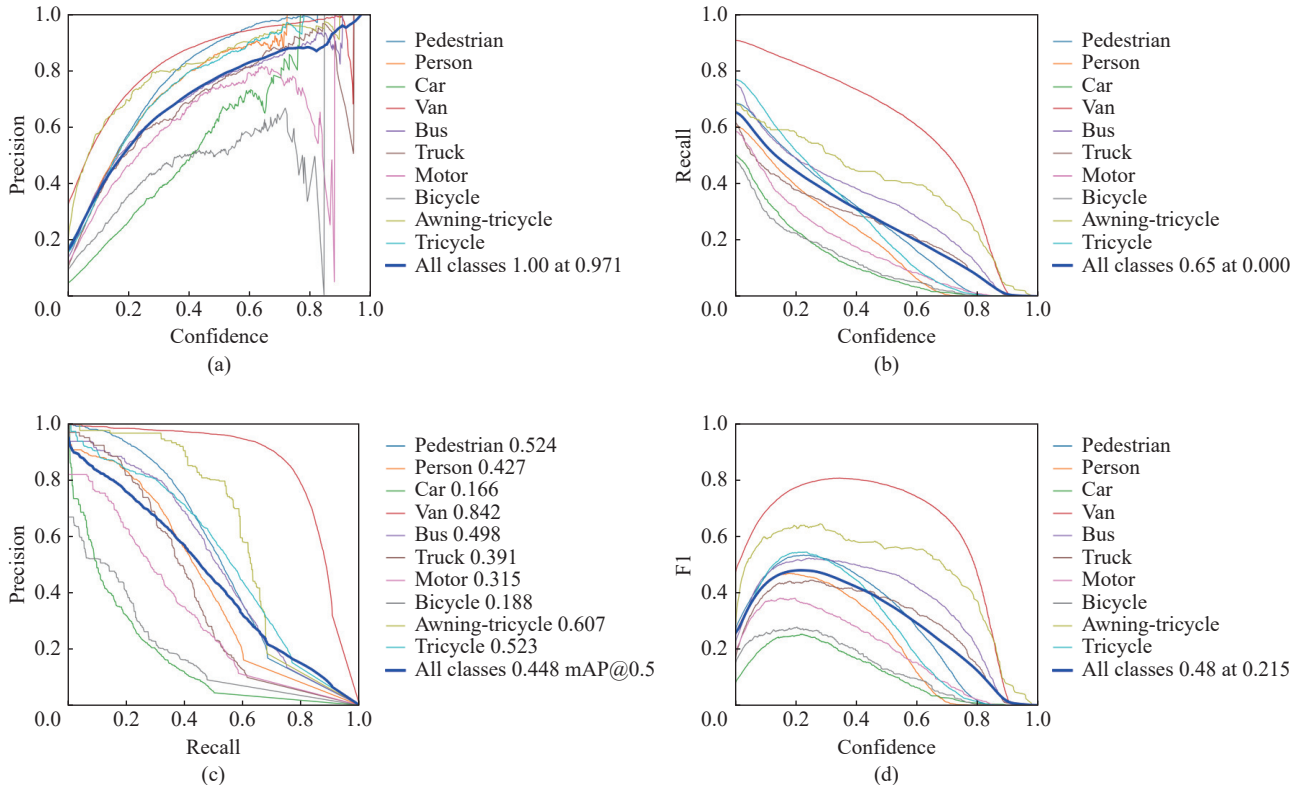 Precision
1.0
0.8
0.6
0.4
0.2
0.0
0.2
0.4
0.6
0.8
1.0
Confidence
(a)
Pedestrian
Person
Car
Van
Bus
Truck
Motor
Bicycle
Awning-tricycle
Tricycle
All classes 1.00 at 0.971
Recall
1.0
0.8
0.6
0.4
0.2
0.0
0.2
0.4
0.6
0.8
1.0
Confidence
(b)
Pedestrian
Person
Car
Van
Bus
Truck
Motor
Bicycle
Awning-tricycle
Tricycle
All classes 0.65 at 0.000
Precision
1.0
0.8
0.6
0.4
0.2
0.0
0.2
0.4
0.6
0.8
1.0
Recall
(c)
Pedestrian 0.524
Person 0.427
Car 0.166
Van 0.842
Bus 0.498
Truck 0.391
Motor 0.315
Bicycle 0.188
Awning-tricycle 0.607
Tricycle 0.523
All classes 0.448 mAP@0.5
F1
1.0
0.8
0.6
0.4
0.2
0.0
0.2
0.4
0.6
0.8
1.0
Confidence
(d)
Pedestrian
Person
Car
Van
Bus
Truck
Motor
Bicycle
Awning-tricycle
Tricycle
All classes 0.48 at 0.215